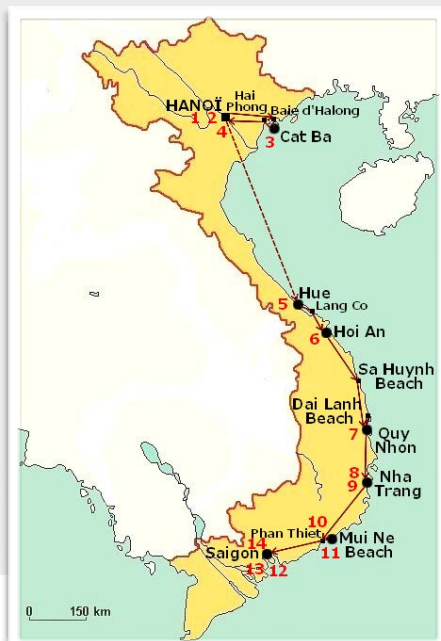 Hai
HANOÏ Phong
Baie d'Halong
1 2
4
3 Cat Ba
5 Hue
Lang Co
6 Hoi An
Sa Huynh
Beach
Dai Lanh
Beach
7 Quy
Nhon
8 Nha
9 Trang
10
Phan Thiet
14 Mui Ne
Saigon 11 Beach
13 12
0 150 km